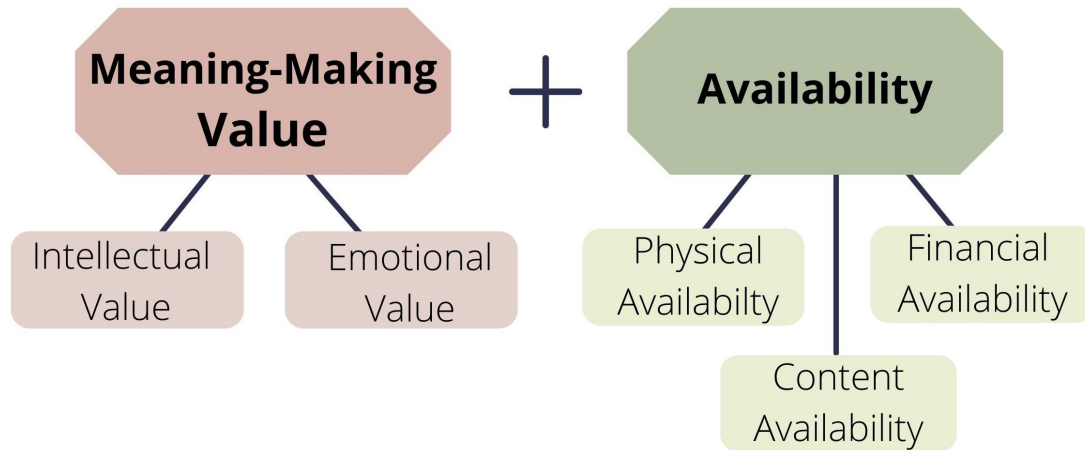 Meaning-Making
Value
+
Availability
Intellectual
Value
Emotional
Value
Physical
Availabilty
Financial
Availability
Content
Availability